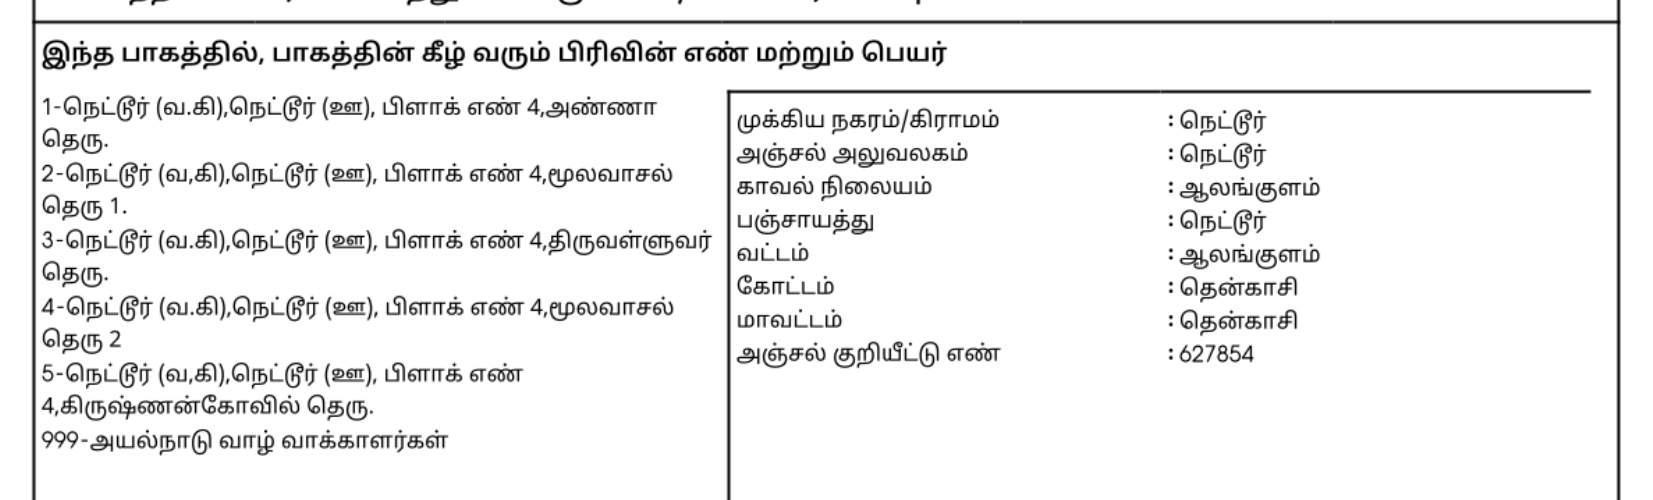 இந்த பாகத்தில், பாகத்தின் கீழ் வரும் பிரிவின் எண் மற்றும் பெயர்
1-நெட்டூர் (வ.கி),நெட்டூர் (ஊ), பிளாக் எண் 4,அண்ணா
தெரு.
2-நெட்டூர் (வ,கி),நெட்டூர் (ஊ), பிளாக் எண் 4,மூலவாசல்
தெரு 1.
3-நெட்டூர் (வ.கி),நெட்டூர் (ஊ), பிளாக் எண் 4,திருவள்ளுவர்
தெரு.
4-நெட்டூர் (வ.கி),நெட்டூர் (ஊ), பிளாக் எண் 4,மூலவாசல்
தெரு 2
5-நெட்டூர் (வ,கி),நெட்டூர் (ஊ), பிளாக் எண்
4,கிருஷ்ணன்கோவில் தெரு.
999-அயல்நாடு வாழ் வாக்காளர்கள்
முக்கிய நகரம்/கிராமம் : நெட்டூர்
அஞ்சல் அலுவலகம் : நெட்டூர்
காவல் நிலையம் : ஆலங்குளம்
பஞ்சாயத்து : நெட்டூர்
வட்டம் : ஆலங்குளம்
கோட்டம் : தென்காசி
மாவட்டம் : தென்காசி
அஞ்சல் குறியீட்டு எண் : 627854